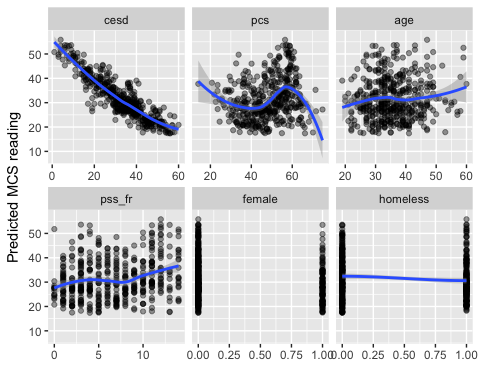 cesd pcs age
50
40
30
20
10
0 20 40 60 20 40 60 20 30 40 50 60
pss_fr female homeless
50
40
30
20
10
0 5 10 0.00 0.25 0.50 0.75 1.00 0.00 0.25 0.50 0.75 1.00
Predicted MCS reading